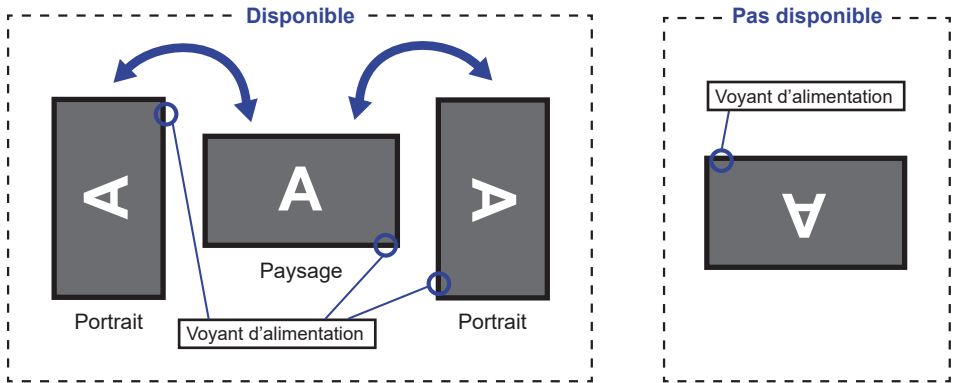 Disponible
A
A
A
Paysage
Portrait
Voyant d'alimentation
Portrait
Pas disponible
Voyant d'alimentation
A